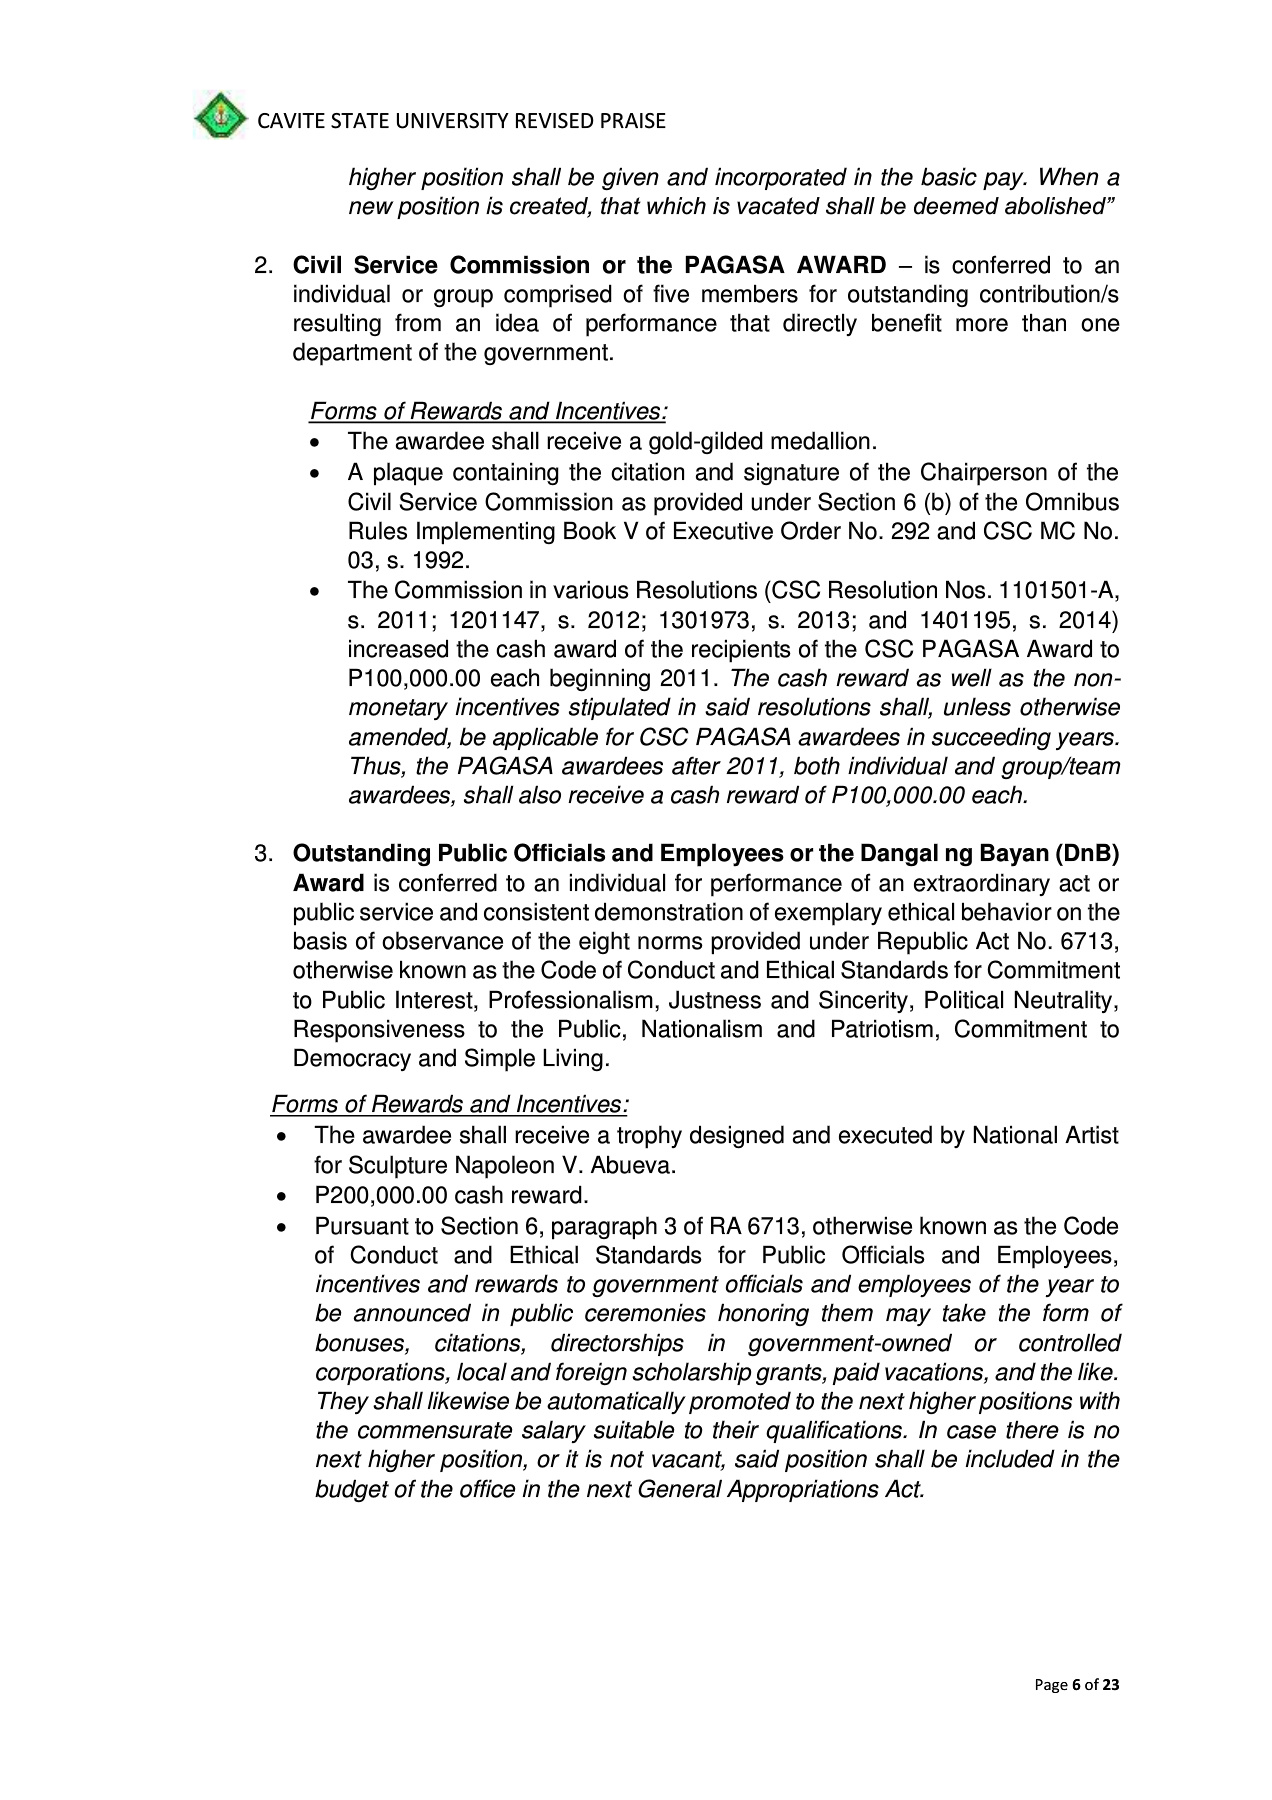 CAVITE STATE UNIVERSITY REVISED PRAISE
higher position shall be given and incorporated in the basic pay. When a
new position is created, that which is vacated shall be deemed abolished”
2. Civil Service Commission or the PAGASA AWARD – is conferred to an
individual or group comprised of five members for outstanding contribution/s
resulting from an idea of performance that directly benefit more than one
department of the government.
Forms of Rewards and Incentives:
• The awardee shall receive a gold-gilded medallion.
• A plaque containing the citation and signature of the Chairperson of the
Civil Service Commission as provided under Section 6 (b) of the Omnibus
Rules Implementing Book V of Executive Order No. 292 and CSC MC No.
03, s. 1992.
• The Commission in various Resolutions (CSC Resolution Nos. 1101501-A,
s. 2011; 1201147, s. 2012; 1301973, s. 2013; and 1401195, s. 2014)
increased the cash award of the recipients of the CSC PAGASA Award to
P100,000.00 each beginning 2011. The cash reward as well as the non-
monetary incentives stipulated in said resolutions shall, unless otherwise
amended, be applicable for CSC PAGASA awardees in succeeding years.
Thus, the PAGASA awardees after 2011, both individual and group/team
awardees, shall also receive a cash reward of P100,000.00 each.
3. Outstanding Public Officials and Employees or the Dangal ng Bayan (DnB)
Award is conferred to an individual for performance of an extraordinary act or
public service and consistent demonstration of exemplary ethical behavior on the
basis of observance of the eight norms provided under Republic Act No. 6713,
otherwise known as the Code of Conduct and Ethical Standards for Commitment
to Public Interest, Professionalism, Justness and Sincerity, Political Neutrality,
Responsiveness to the Public, Nationalism and Patriotism, Commitment to
Democracy and Simple Living.
Forms of Rewards and Incentives:
• The awardee shall receive a trophy designed and executed by National Artist
for Sculpture Napoleon V. Abueva.
• P200,000.00 cash reward.
• Pursuant to Section 6, paragraph 3 of RA 6713, otherwise known as the Code
of Conduct and Ethical Standards for Public Officials and Employees,
incentives and rewards to government officials and employees of the year to
be announced in public ceremonies honoring them may take the form of
bonuses, citations, directorships in government-owned or controlled
corporations, local and foreign scholarship grants, paid vacations, and the like.
They shall likewise be automatically promoted to the next higher positions with
the commensurate salary suitable to their qualifications. In case there is no
next higher position, or it is not vacant, said position shall be included in the
budget of the office in the next General Appropriations Act.
Page 6 of 23